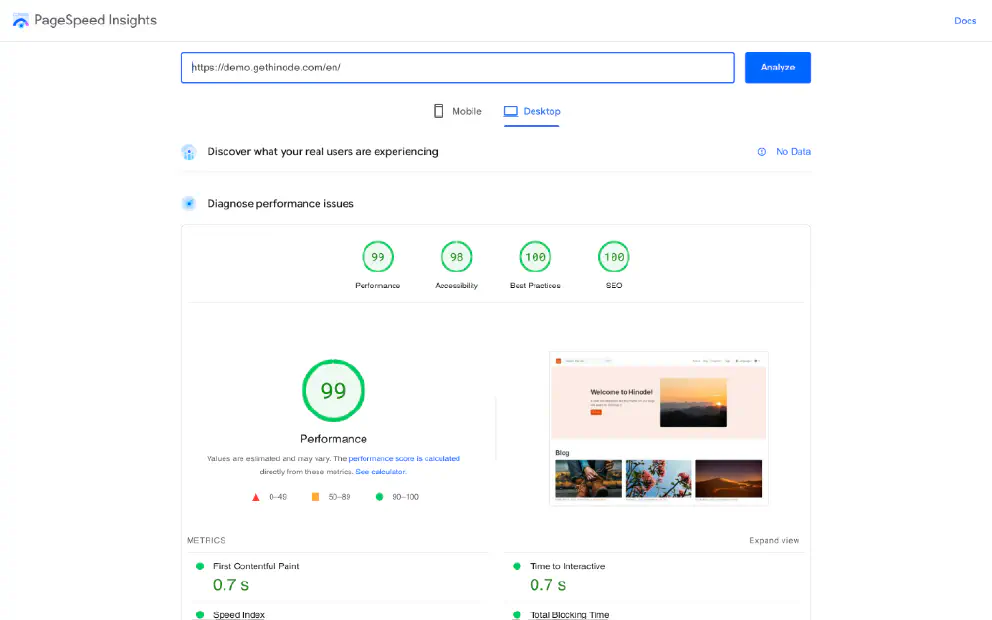 PageSpeed Insights
Docs
https://demo.gethinode.com/en/
Analyze
Mobile
Desktop
Discover what your real users are experiencing
No Data
Diagnose performance issues
99
98
100
100
Performance
Accessibility
Best Practices
SEO
99
Performance
Values are estimated and may vary. The performance score is calculated
directly from these metrics. See calculator.
0–49
50–89
90–100
Welcome to Hinode!
Blog
METRICS
Expand view
First Contentful Paint
0.7 s
Time to Interactive
0.7 s
Speed Index
Total Blocking Time